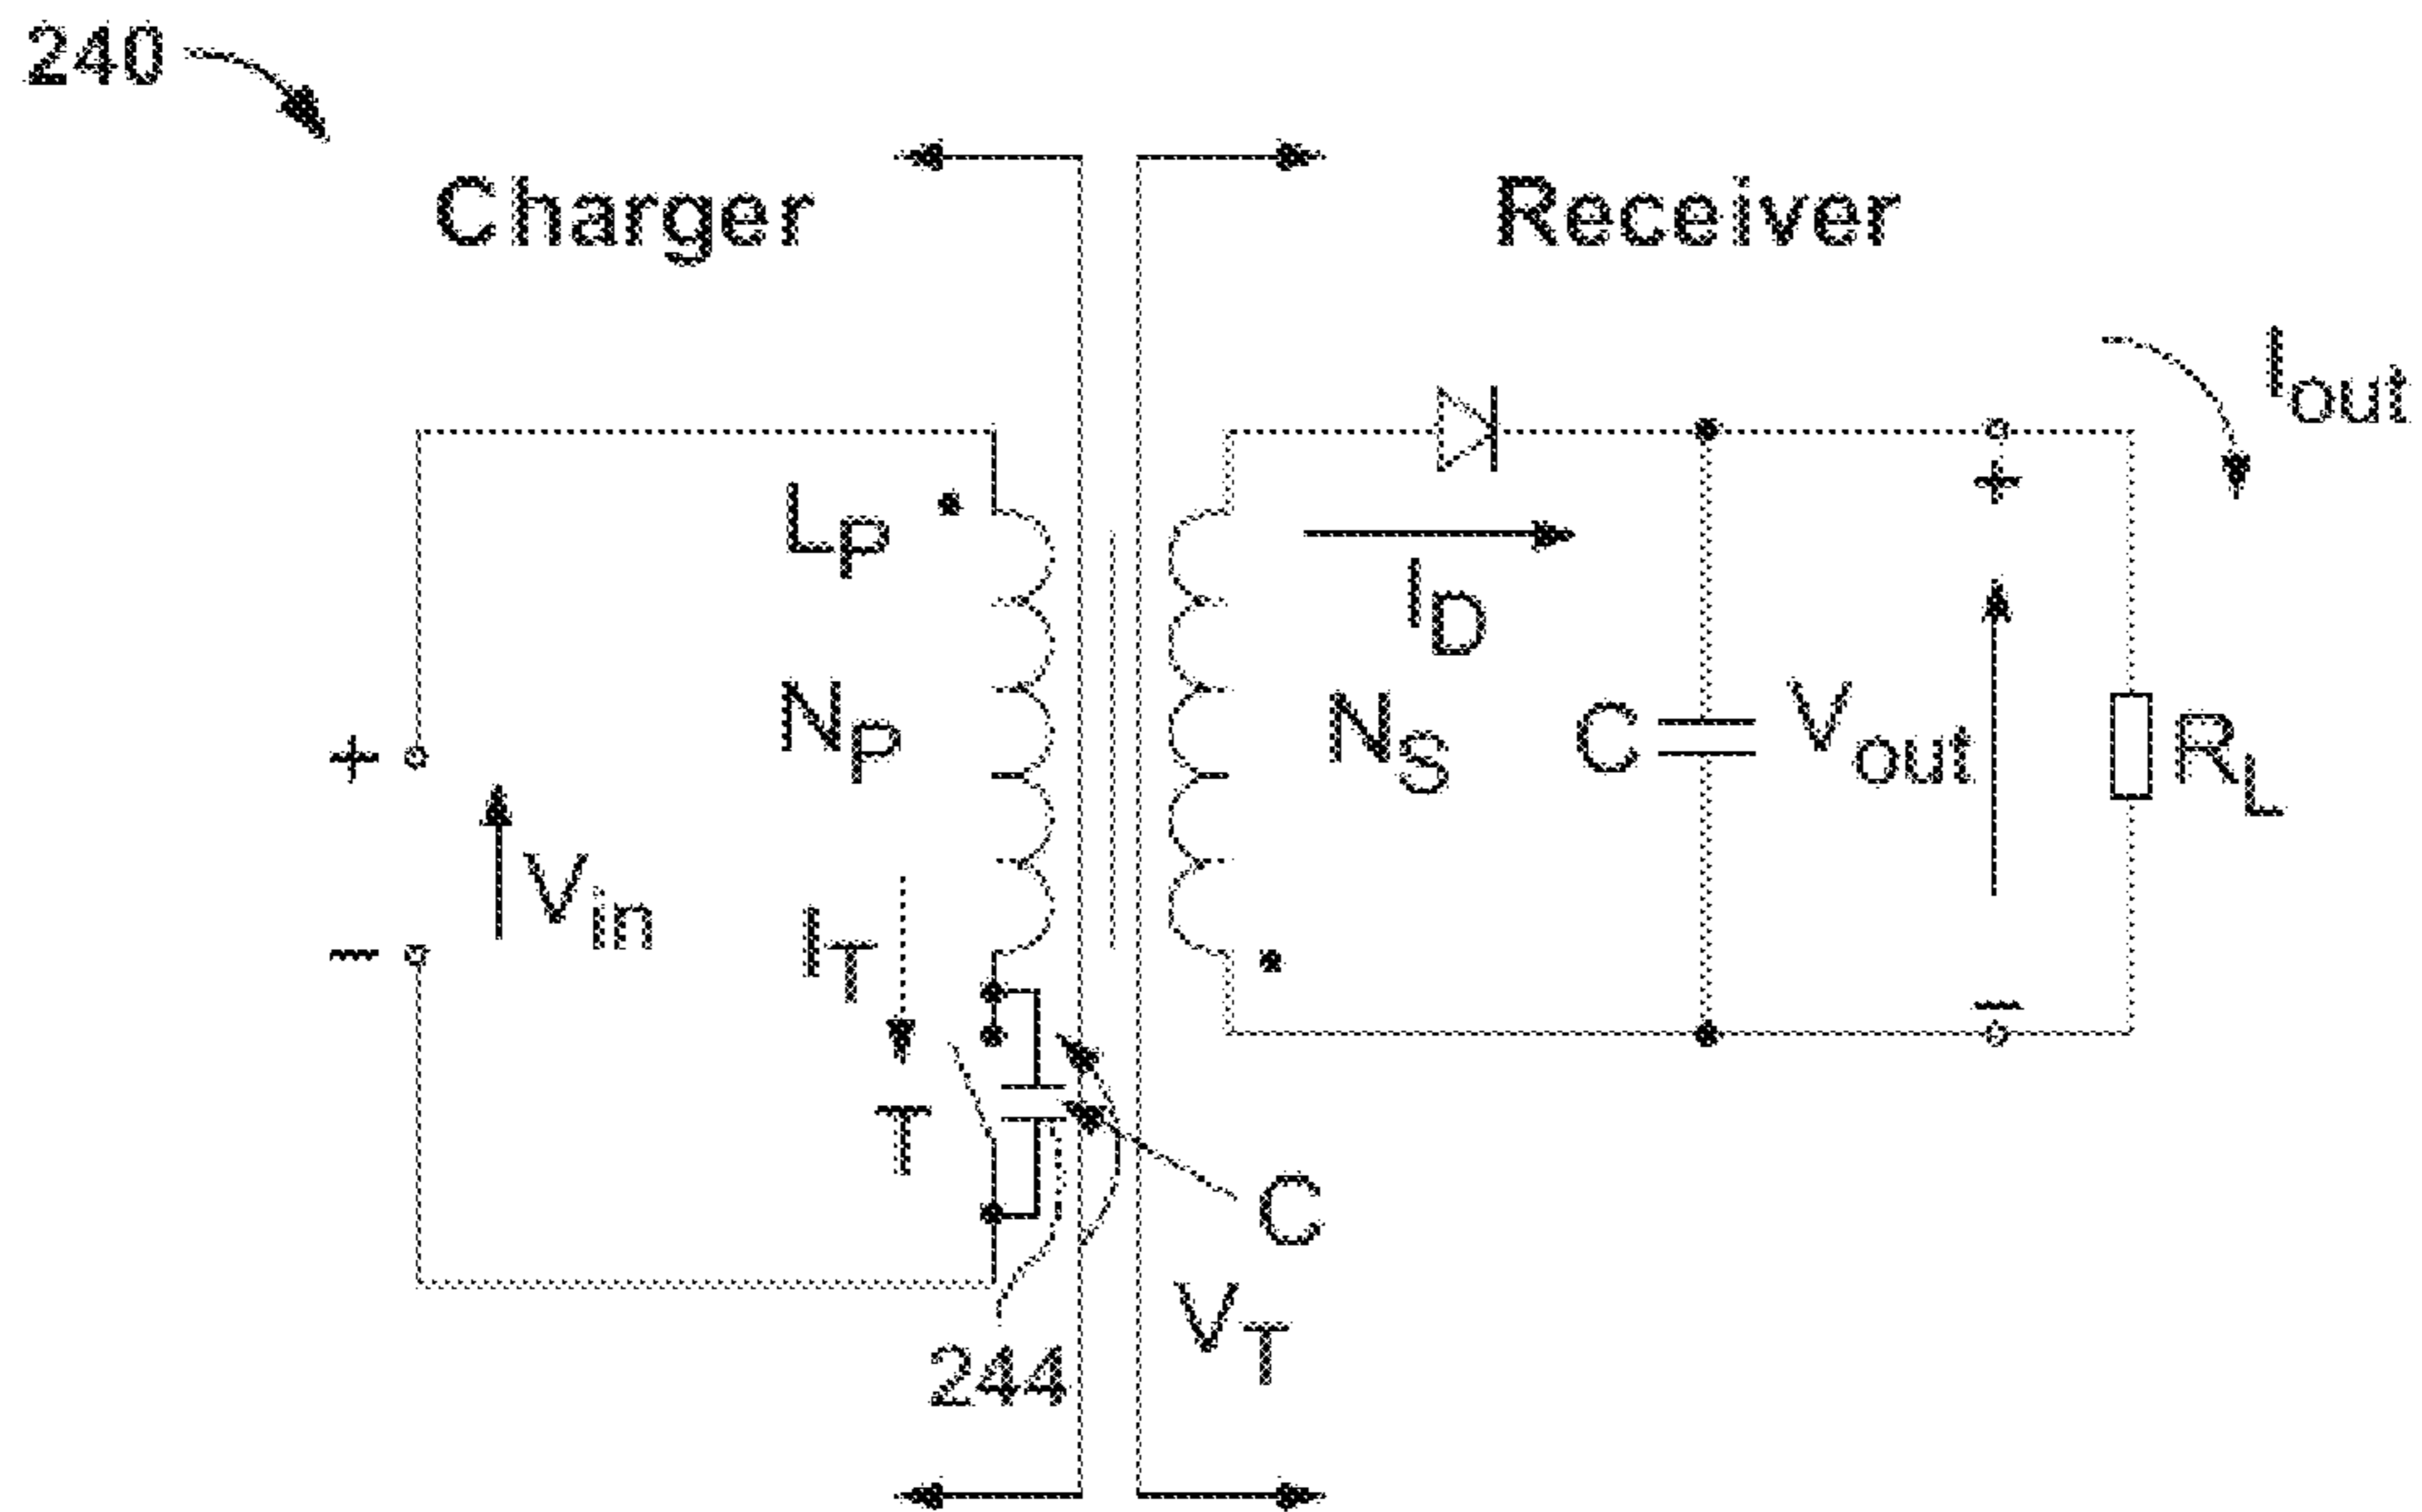 240
Charger
Receiver
Iout
LP
ID
NP
NS
C
Vout
RL
+
−
+
−
Vin
IT
T
C
VT
244